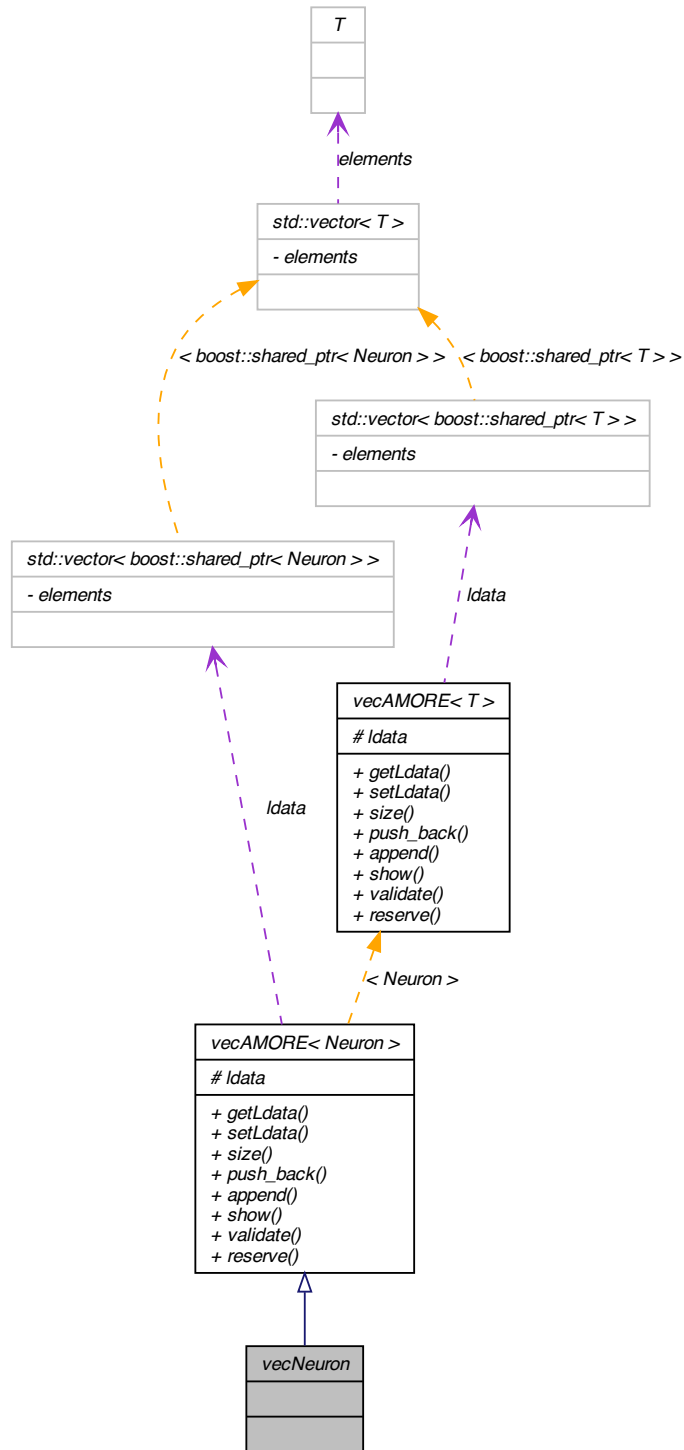 T
elements
std::vector< T >
- elements
< boost::shared_ptr< Neuron > >
< boost::shared_ptr< T > >
std::vector< boost::shared_ptr< T > >
- elements
std::vector< boost::shared_ptr< Neuron > >
- elements
ldata
vecAMORE< T >
# ldata
+ getLdata()
+ setLdata()
+ size()
+ push_back()
+ append()
+ show()
+ validate()
+ reserve()
ldata
< Neuron >
vecAMORE< Neuron >
# ldata
+ getLdata()
+ setLdata()
+ size()
+ push_back()
+ append()
+ show()
+ validate()
+ reserve()
vecNeuron